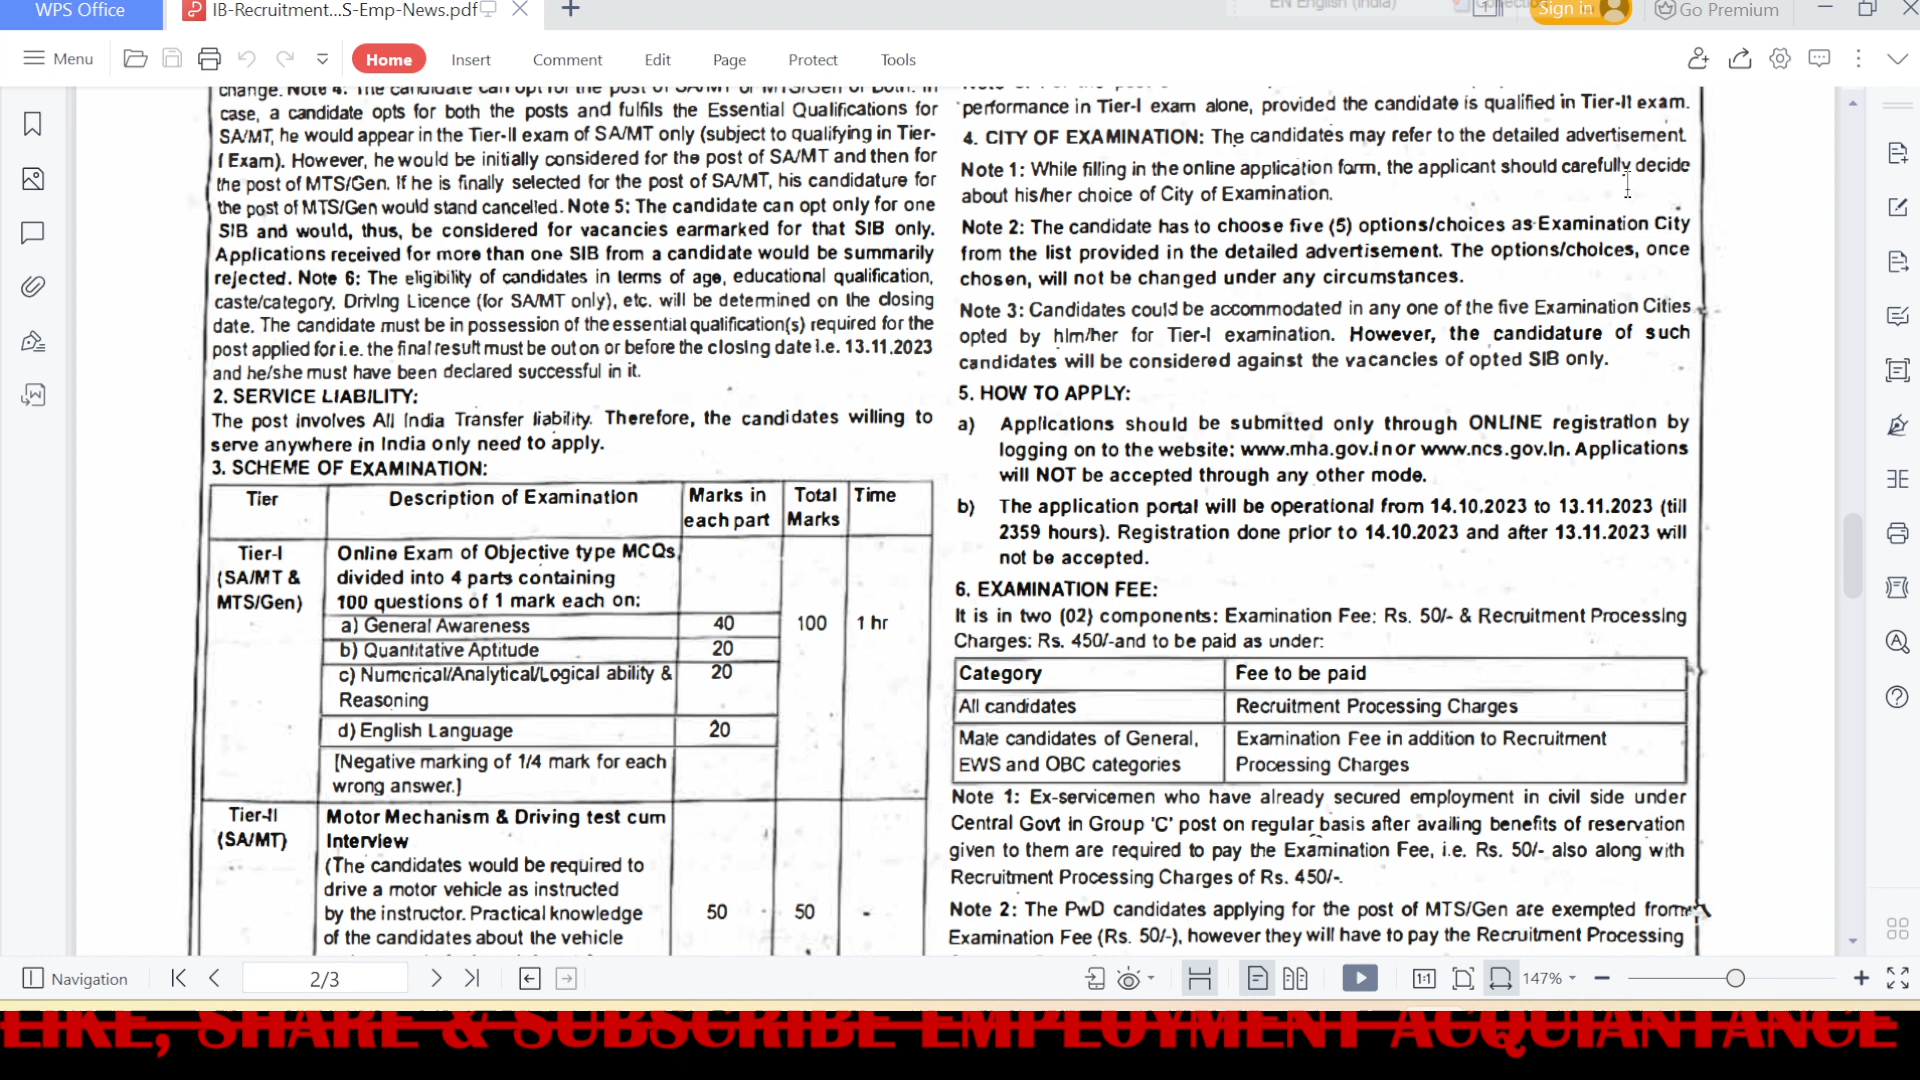 WPS Office
IB-Recruitment...S-Emp-News.pdf
EN English (India)
Sign in
Go Premium
Menu
Home
Insert
Comment
Edit
Page
Protect
Tools
change. Note 4: The candidate can opt for the post of SA/MT or MTS/Gen or Both. In
case, a candidate opts for both the posts and fulfils the Essential Qualifications for
SA/MT, he would appear in the Tier-II exam of SA/MT only (subject to qualifying in Tier-
I Exam). However, he would be initially considered for the post of SA/MT and then for
the post of MTS/Gen. If he is finally selected for the post of SA/MT, his candidature for
the post of MTS/Gen would stand cancelled. Note 5: The candidate can opt only for one
SIB and would, thus, be considered for vacancies earmarked for that SIB only.
Applications received for more than one SIB from a candidate would be summarily
rejected. Note 6: The eligibility of candidates in terms of age, educational qualification,
caste/category, Driving Licence (for SA/MT only), etc. will be determined on the closing
date. The candidate must be in possession of the essential qualification(s) required for the
post applied for i.e. the final result must be out on or before the closing date i.e. 13.11.2023
and he/she must have been declared successful in it.
2. SERVICE LIABILITY:
The post involves All India Transfer liability. Therefore, the candidates willing to
serve anywhere in India only need to apply.
3. SCHEME OF EXAMINATION:
Tier Description of Examination Marks in each part Total Marks Time
Tier-I (SA/MT & MTS/Gen)
Online Exam of Objective type MCQs,
divided into 4 parts containing
100 questions of 1 mark each on:
a) General Awareness 40 100 1 hr
b) Quantitative Aptitude 20
c) Numerical/Analytical/Logical ability & 20
Reasoning
d) English Language 20
[Negative marking of 1/4 mark for each
wrong answer.]
Tier-II (SA/MT)
Motor Mechanism & Driving test cum
Interview
(The candidates would be required to
drive a motor vehicle as instructed
by the instructor. Practical knowledge 50 50 -
of the candidates about the vehicle
performance in Tier-I exam alone, provided the candidate is qualified in Tier-II exam.
4. CITY OF EXAMINATION: The candidates may refer to the detailed advertisement.
Note 1: While filling in the online application form, the applicant should carefully decide
about his/her choice of City of Examination.
Note 2: The candidate has to choose five (5) options/choices as Examination City
from the list provided in the detailed advertisement. The options/choices, once
chosen, will not be changed under any circumstances.
Note 3: Candidates could be accommodated in any one of the five Examination Cities
opted by him/her for Tier-I examination. However, the candidature of such
candidates will be considered against the vacancies of opted SIB only.
5. HOW TO APPLY:
a) Applications should be submitted only through ONLINE registration by
logging on to the website: www.mha.gov.in or www.ncs.gov.in. Applications
will NOT be accepted through any other mode.
b) The application portal will be operational from 14.10.2023 to 13.11.2023 (till
2359 hours). Registration done prior to 14.10.2023 and after 13.11.2023 will
not be accepted.
6. EXAMINATION FEE:
It is in two (02) components: Examination Fee: Rs. 50/- & Recruitment Processing
Charges: Rs. 450/-and to be paid as under:
Category Fee to be paid
All candidates Recruitment Processing Charges
Male candidates of General, Examination Fee in addition to Recruitment
EWS and OBC categories Processing Charges
Note 1: Ex-servicemen who have already secured employment in civil side under
Central Govt in Group 'C' post on regular basis after availing benefits of reservation
given to them are required to pay the Examination Fee, i.e. Rs. 50/- also along with
Recruitment Processing Charges of Rs. 450/-.
Note 2: The PwD candidates applying for the post of MTS/Gen are exempted from
Examination Fee (Rs. 50/-), however they will have to pay the Recruitment Processing
Navigation
2/3
147%
LIKE, SHARE & SUBSCRIBE EMPLOYMENT ACQUIANTANCE